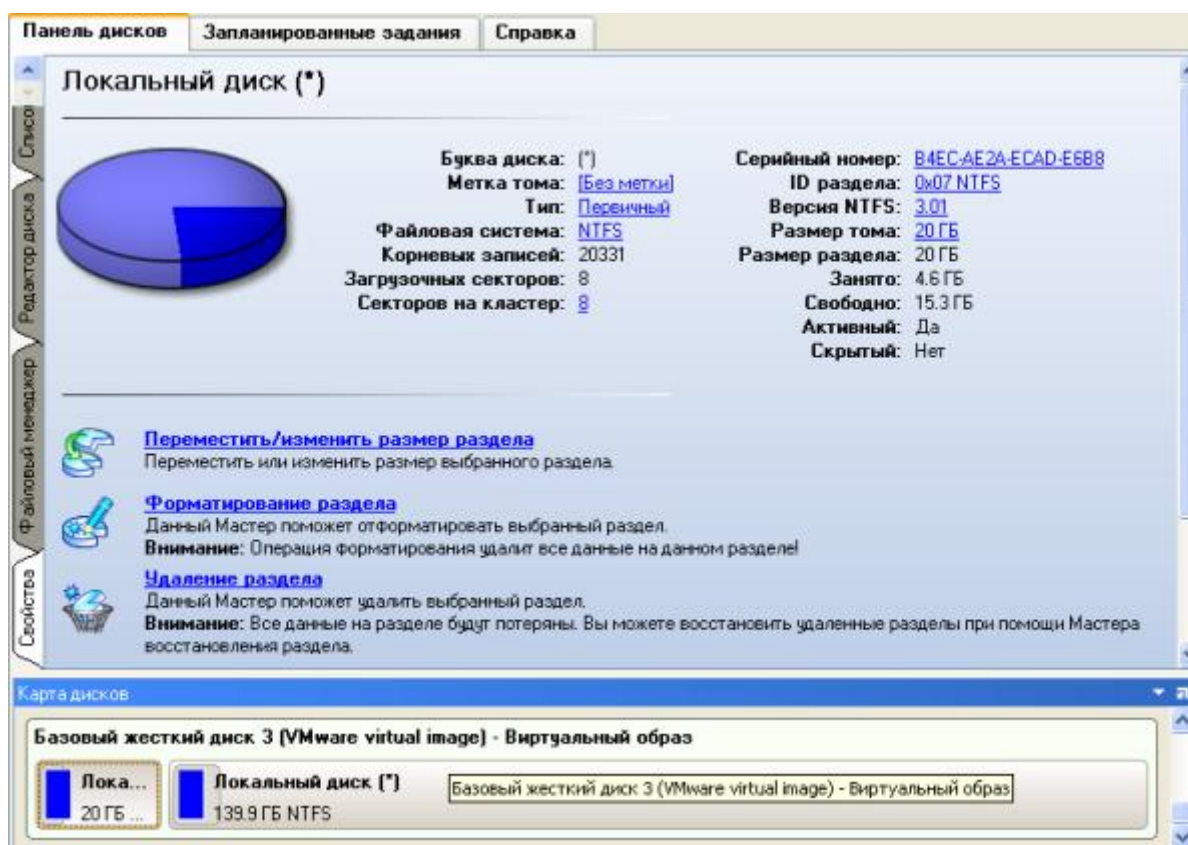 Панель дисков Запланированные задания Справка
Локальный диск (*)
Буква диска: (*)
Метка тома: [Без метки]
Тип: Первичный
Файловая система: NTFS
Корневых записей: 20331
Загрузочных секторов: 8
Секторов на кластер: 8
Серийный номер: B4EC-AE2A-ECAD-E6B8
ID раздела: 0x07 NTFS
Версия NTFS: 3.01
Размер тома: 20 ГБ
Размер раздела: 20 ГБ
Занято: 4.6 ГБ
Свободно: 15.3 ГБ
Активный: Да
Скрытый: Нет
Списо
Редактор диска
Файловый менеджер
Свойства
Переместить/изменить размер раздела
Переместить или изменить размер выбранного раздела.
Форматирование раздела
Данный Мастер поможет отформатировать выбранный раздел.
Внимание: Операция форматирования удалит все данные на данном разделе!
Удаление раздела
Данный Мастер поможет удалить выбранный раздел.
Внимание: Все данные на разделе будут потеряны. Вы можете восстановить удаленные разделы при помощи Мастера
восстановления раздела.
Карта дисков
Базовый жесткий диск 3 (VMware virtual image) - Виртуальный образ
Лока...
20 ГБ ...
Локальный диск (*)
139.9 ГБ NTFS
Базовый жесткий диск 3 (VMware virtual image) - Виртуальный образ